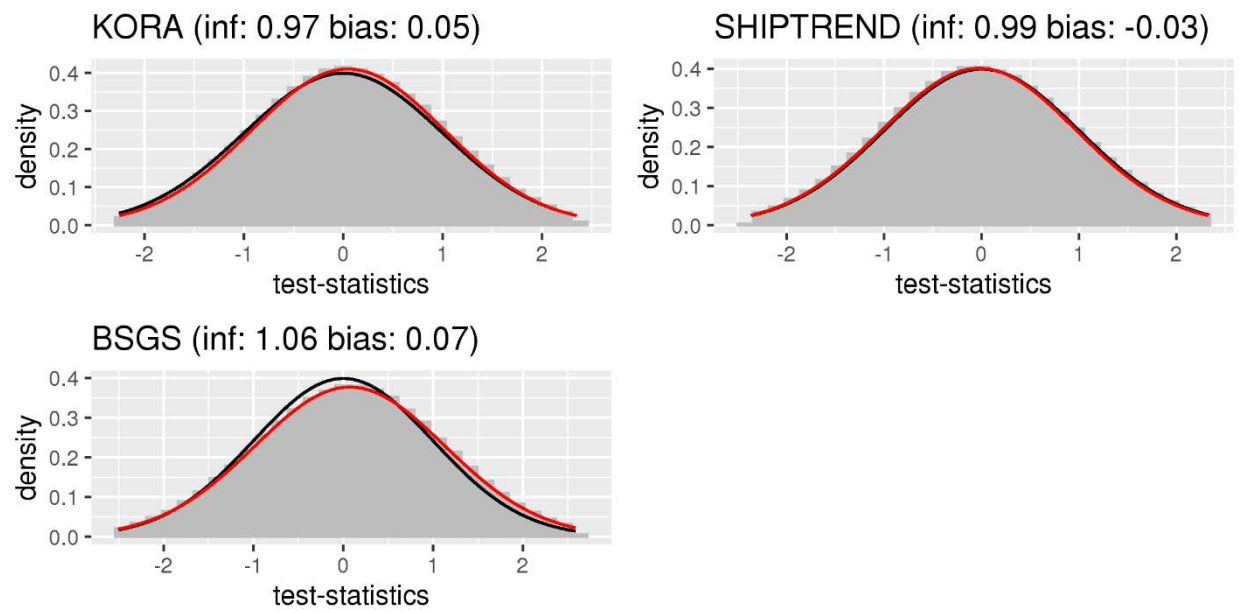 KORA (inf: 0.97 bias: 0.05)
0.4
0.3
0.2
0.1
0.0
density
-2 -1 0 1 2
test-statistics
SHIPTREND (inf: 0.99 bias: -0.03)
0.4
0.3
0.2
0.1
0.0
density
-2 -1 0 1 2
test-statistics
BSGS (inf: 1.06 bias: 0.07)
0.4
0.3
0.2
0.1
0.0
density
-2 -1 0 1 2
test-statistics